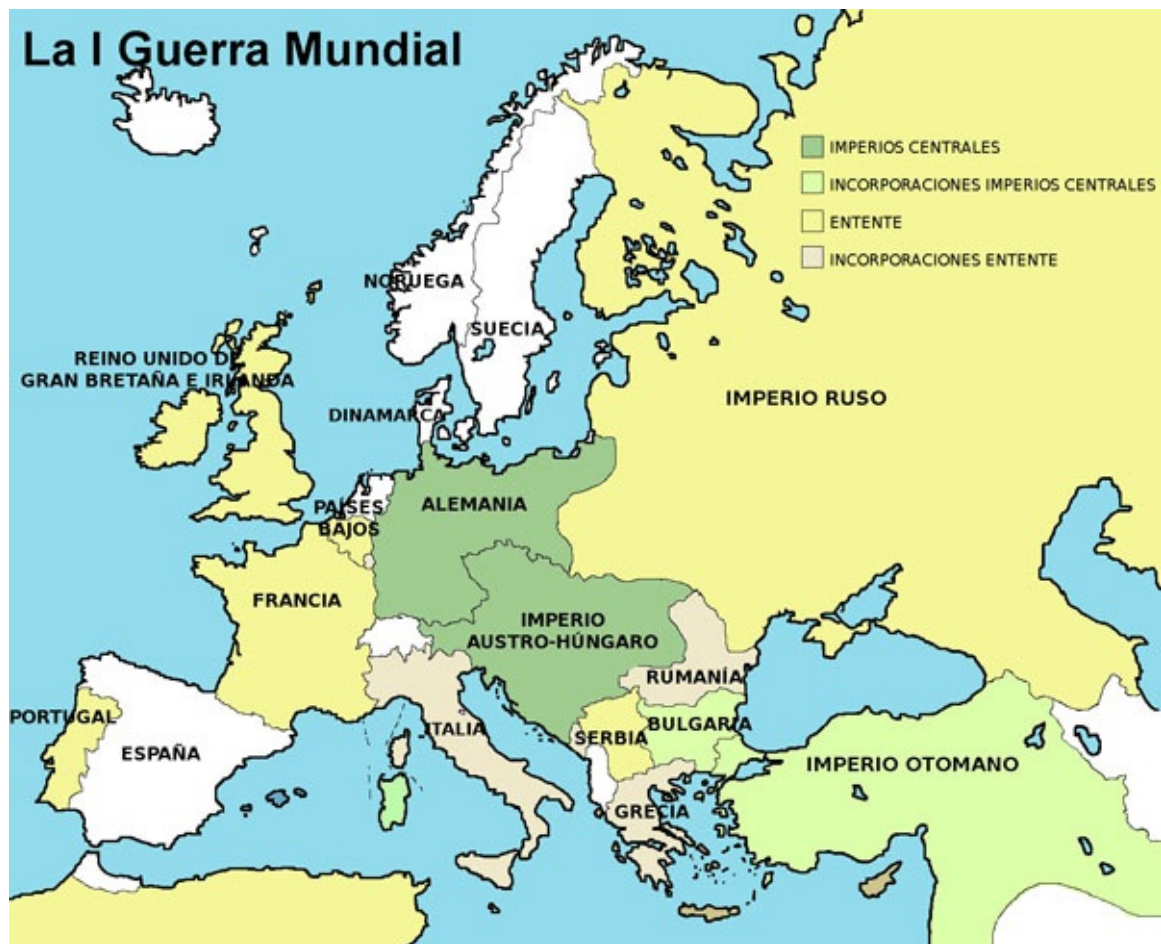 La I Guerra Mundial
IMPERIOS CENTRALES
INCORPORACIONES IMPERIOS CENTRALES
ENTENTE
INCORPORACIONES ENTENTE
NORUEGA
SUECIA
REINO UNIDO DE
GRAN BRETAÑA E IRLANDA
DINAMARCA
IMPERIO RUSO
PAÍSES
BAJOS
ALEMANIA
FRANCIA
IMPERIO
AUSTRO-HÚNGARO
RUMANÍA
PORTUGAL
ESPAÑA
ITALIA
SERBIA
BULGARIA
IMPERIO OTOMANO
GRECIA